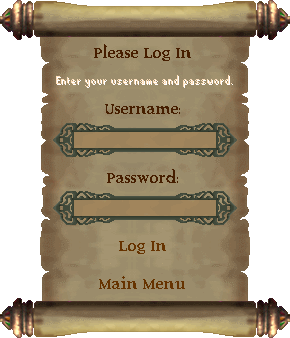 Please Log In
Enter your username and password.
Username:
Password:
Log In
Main Menu